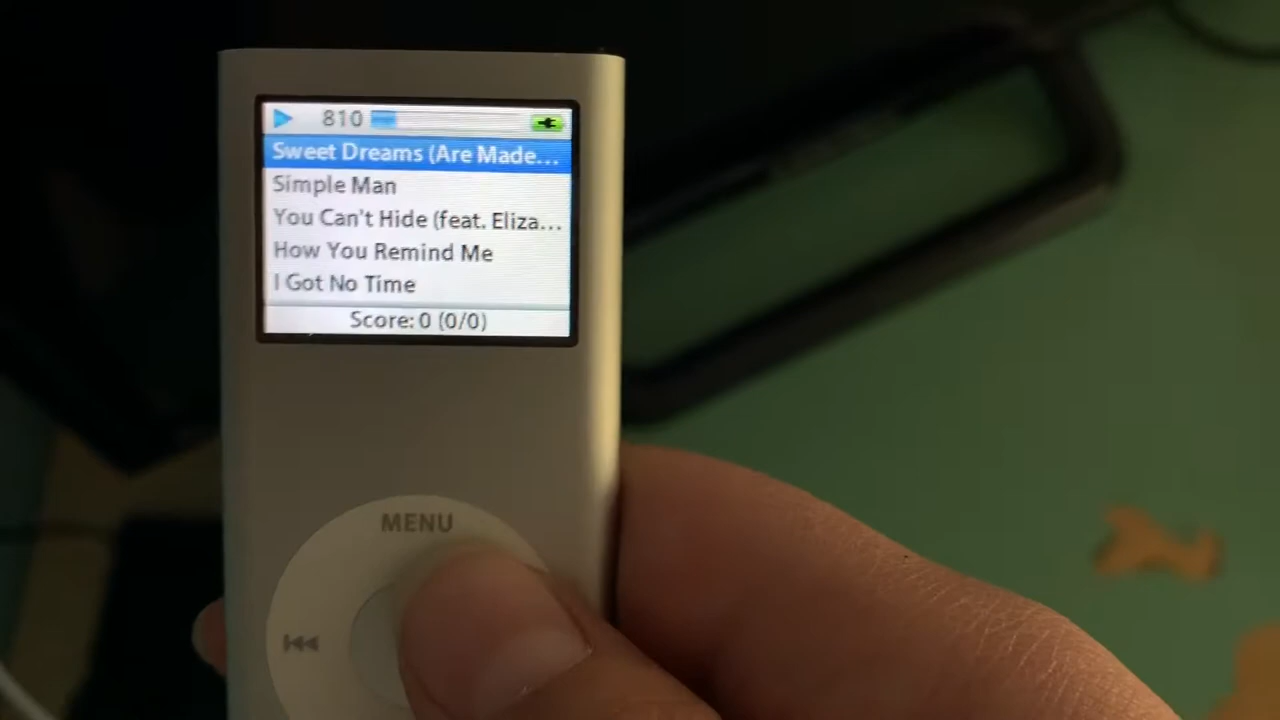 810
Sweet Dreams (Are Made...
Simple Man
You Can't Hide (feat. Eliza...
How You Remind Me
I Got No Time
Score: 0 (0/0)
MENU